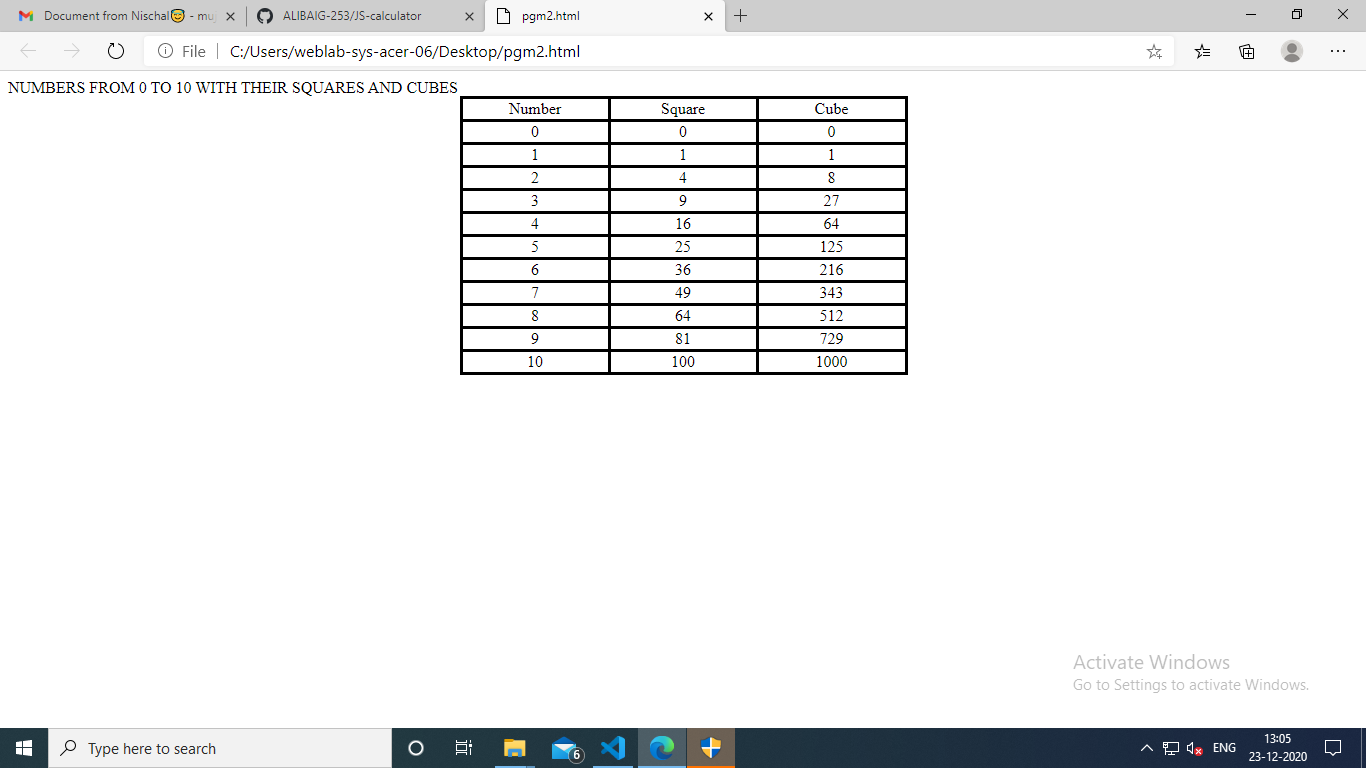 Document from Nischal😇 - mu
ALIBAIG-253/JS-calculator
pgm2.html
File
C:/Users/weblab-sys-acer-06/Desktop/pgm2.html
NUMBERS FROM 0 TO 10 WITH THEIR SQUARES AND CUBES
Number Square Cube
0 0 0
1 1 1
2 4 8
3 9 27
4 16 64
5 25 125
6 36 216
7 49 343
8 64 512
9 81 729
10 100 1000
Activate Windows
Go to Settings to activate Windows.
Type here to search
6
ENG
13:05
23-12-2020